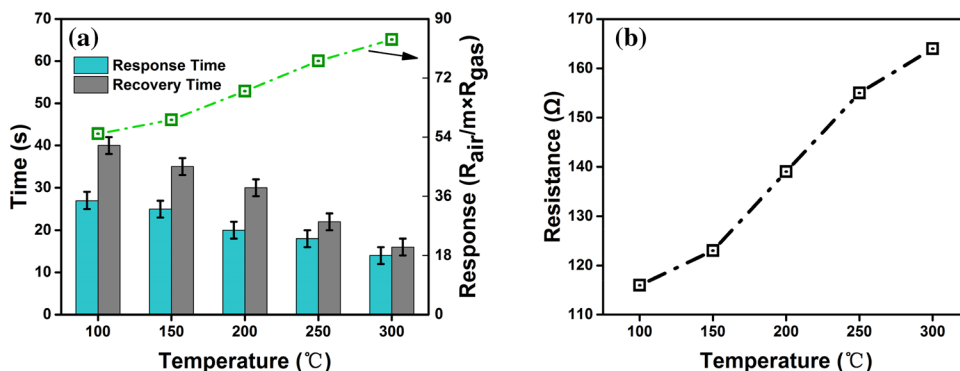 (a)
Response Time
Recovery Time
70
60
50
40
30
20
10
0
Time (s)
90
72
54
36
18
0
Response (R_air/m×R_gas)
100 150 200 250 300
Temperature (℃)
(b)
170
160
150
140
130
120
110
Resistance (Ω)
100 150 200 250 300
Temperature (℃)